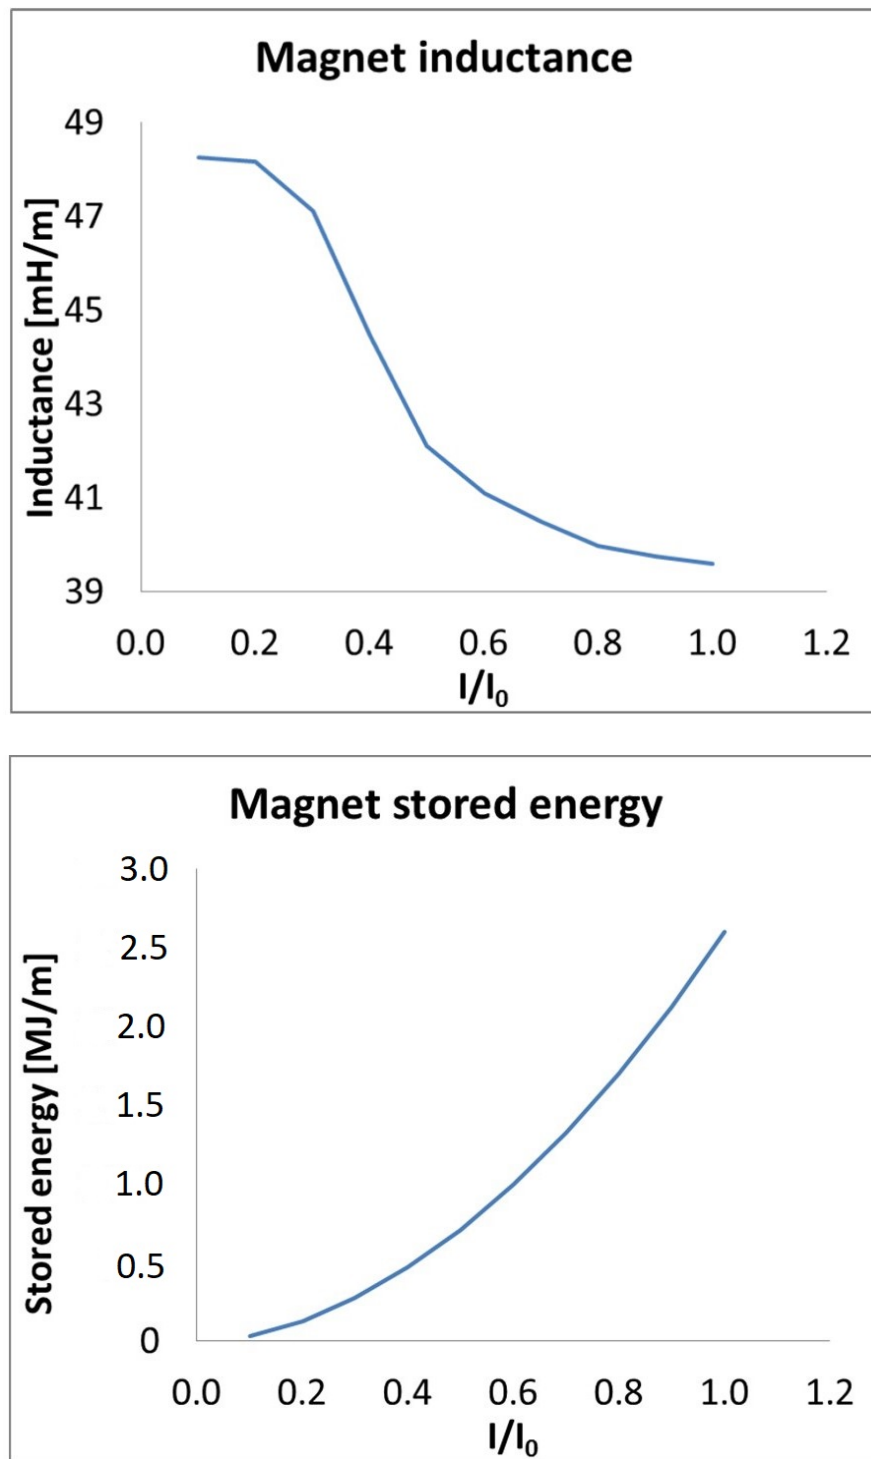 Magnet inductance
Inductance [mH/m]
49
47
45
43
41
39
0.0 0.2 0.4 0.6 0.8 1.0 1.2
I/I₀
Magnet stored energy
Stored energy [MJ/m]
3.0
2.5
2.0
1.5
1.0
0.5
0
0.0 0.2 0.4 0.6 0.8 1.0 1.2
I/I₀